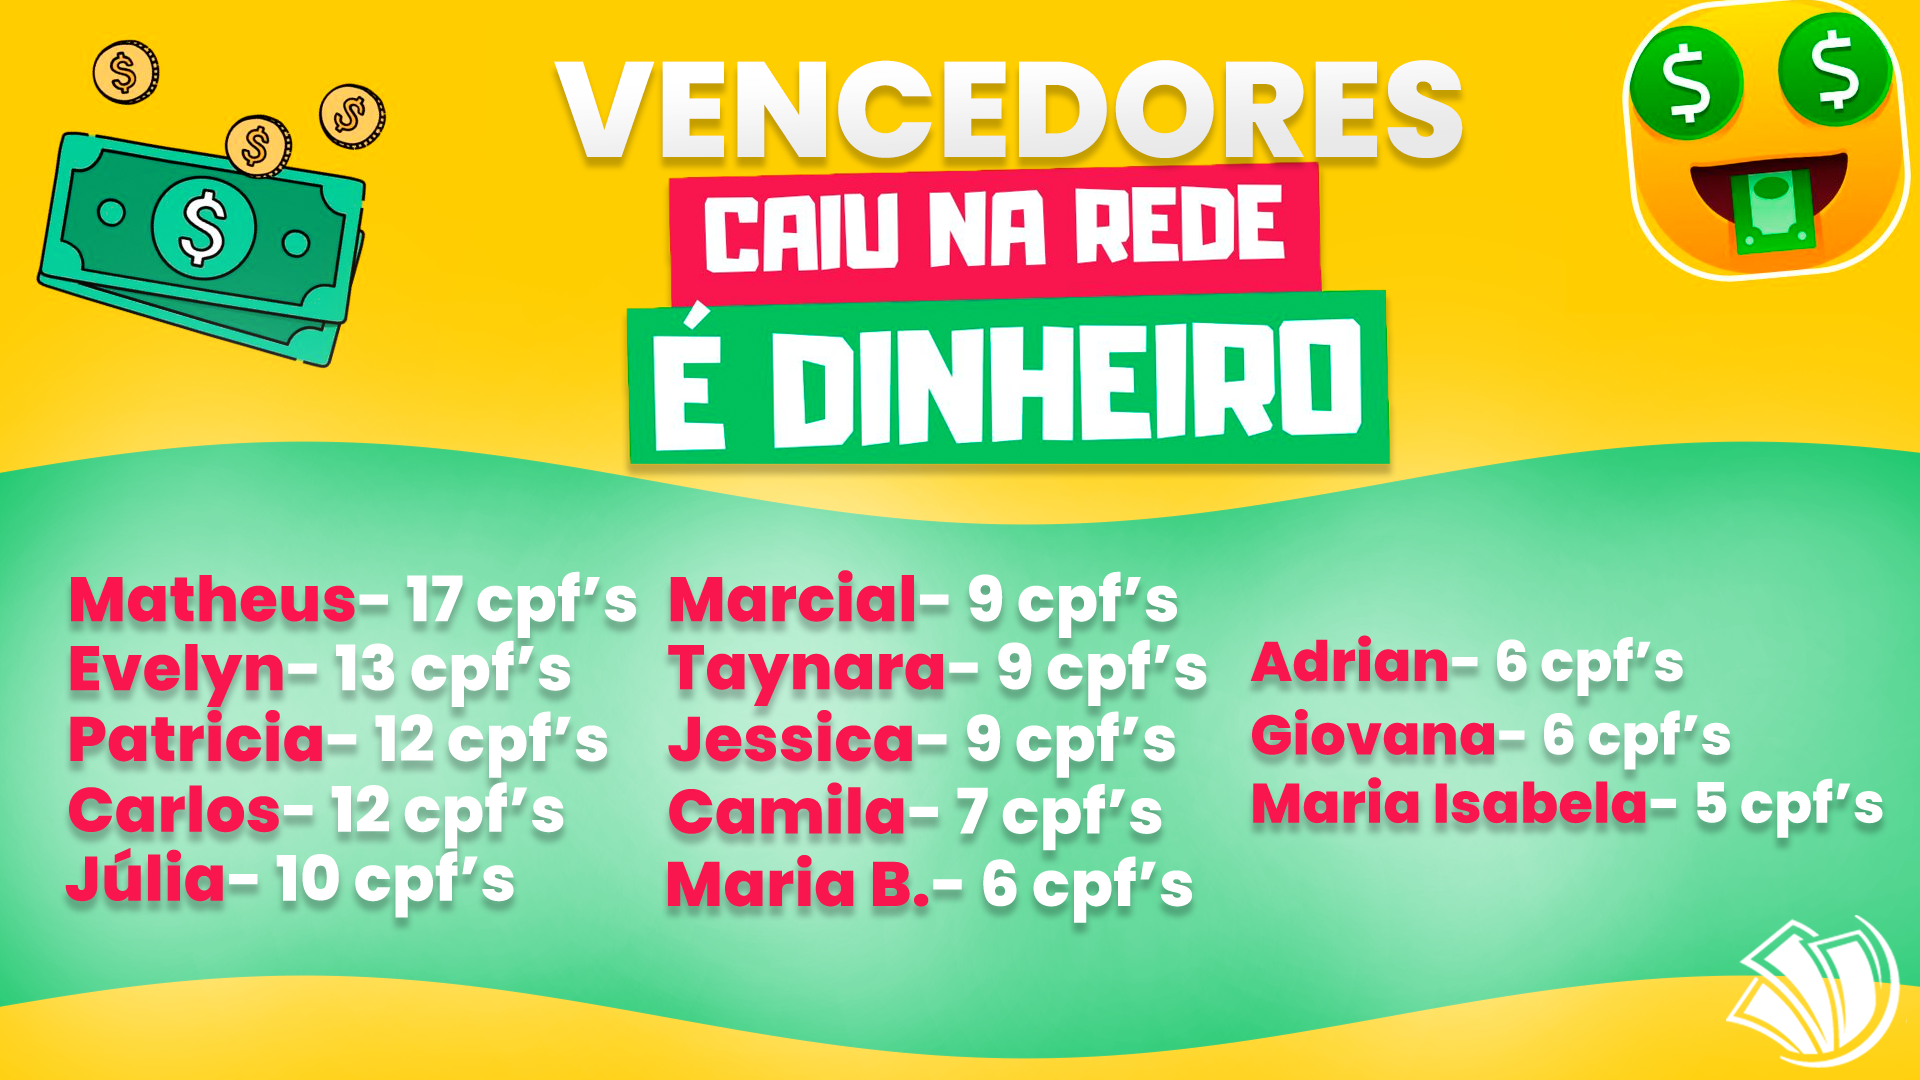 VENCEDORES
CAIU NA REDE
É DINHEIRO
Matheus- 17 cpf’s
Evelyn- 13 cpf’s
Patricia- 12 cpf’s
Carlos- 12 cpf’s
Júlia- 10 cpf’s
Marcial- 9 cpf’s
Taynara- 9 cpf’s
Jessica- 9 cpf’s
Camila- 7 cpf’s
Maria B.- 6 cpf’s
Adrian- 6 cpf’s
Giovana- 6 cpf’s
Maria Isabela- 5 cpf’s